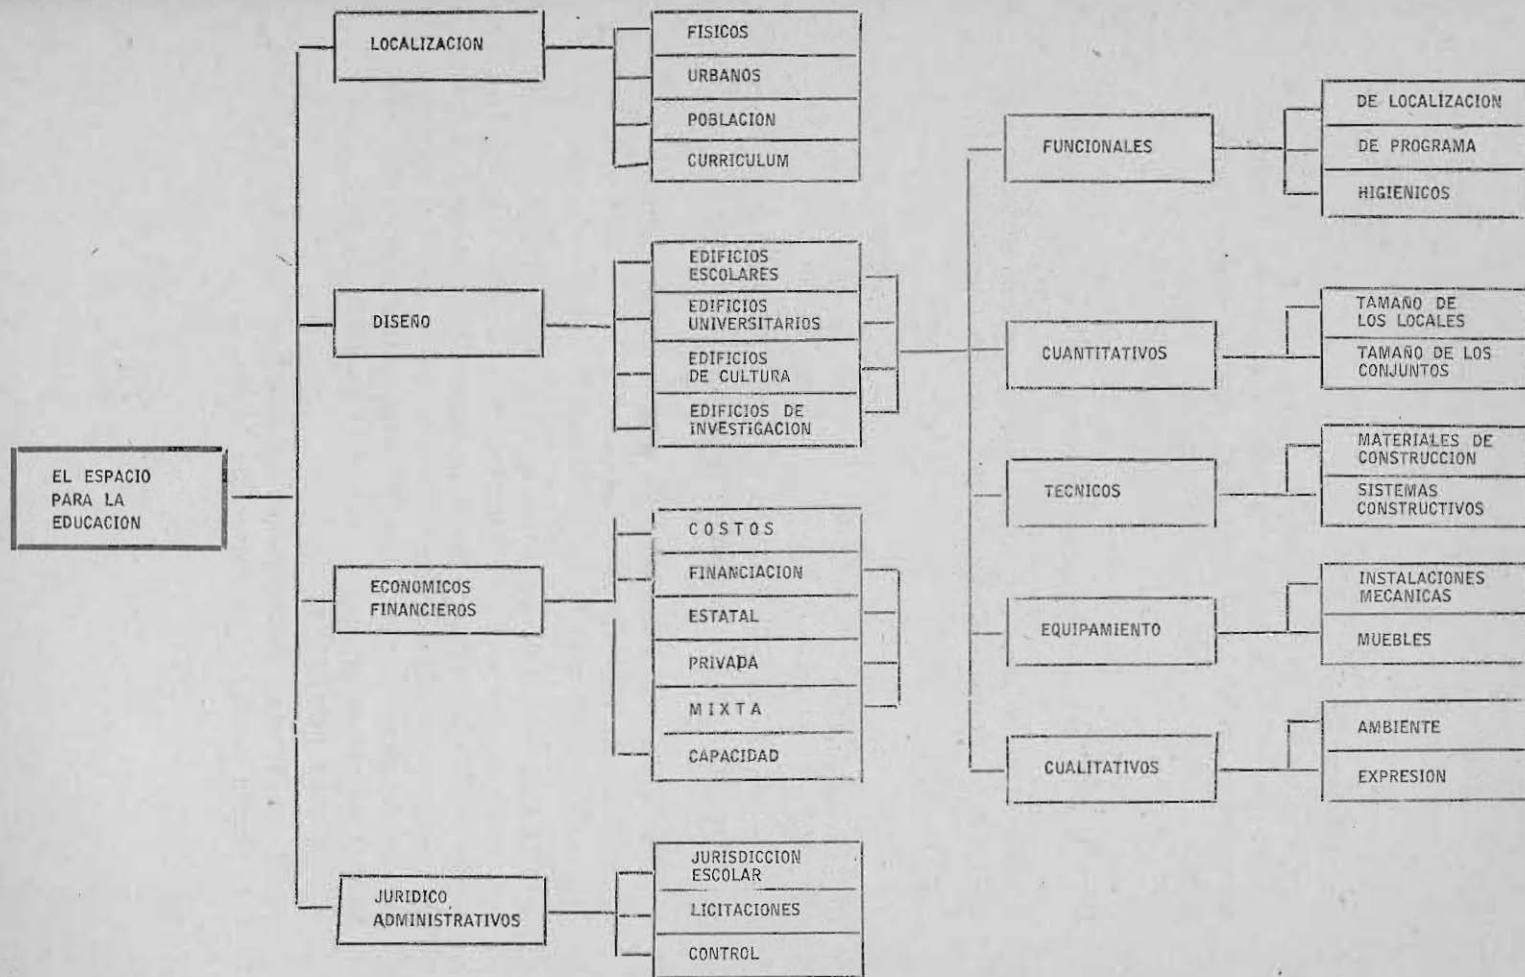 LOCALIZACION
FISICOS
URBANOS
POBLACION
CURRICULUM
DISEÑO
EDIFICIOS
ESCOLARES
EDIFICIOS
UNIVERSITARIOS
EDIFICIOS
DE CULTURA
EDIFICIOS DE
INVESTIGACION
EL ESPACIO
PARA LA
EDUCACION
ECONOMICOS
FINANCIEROS
COSTOS
FINANCIACION
ESTATAL
PRIVADA
MIXTA
CAPACIDAD
JURIDICO
ADMINISTRATIVOS
JURISDICCION
ESCOLAR
LICITACIONES
CONTROL
FUNCIONALES
DE LOCALIZACION
DE PROGRAMA
HIGIENICOS
CUANTITATIVOS
TAMAÑO DE
LOS LOCALES
TAMAÑO DE LOS
CONJUNTOS
TECNICOS
MATERIALES DE
CONSTRUCCION
SISTEMAS
CONSTRUCTIVOS
EQUIPAMIENTO
INSTALACIONES
MECANICAS
MUEBLES
CUALITATIVOS
AMBIENTE
EXPRESION